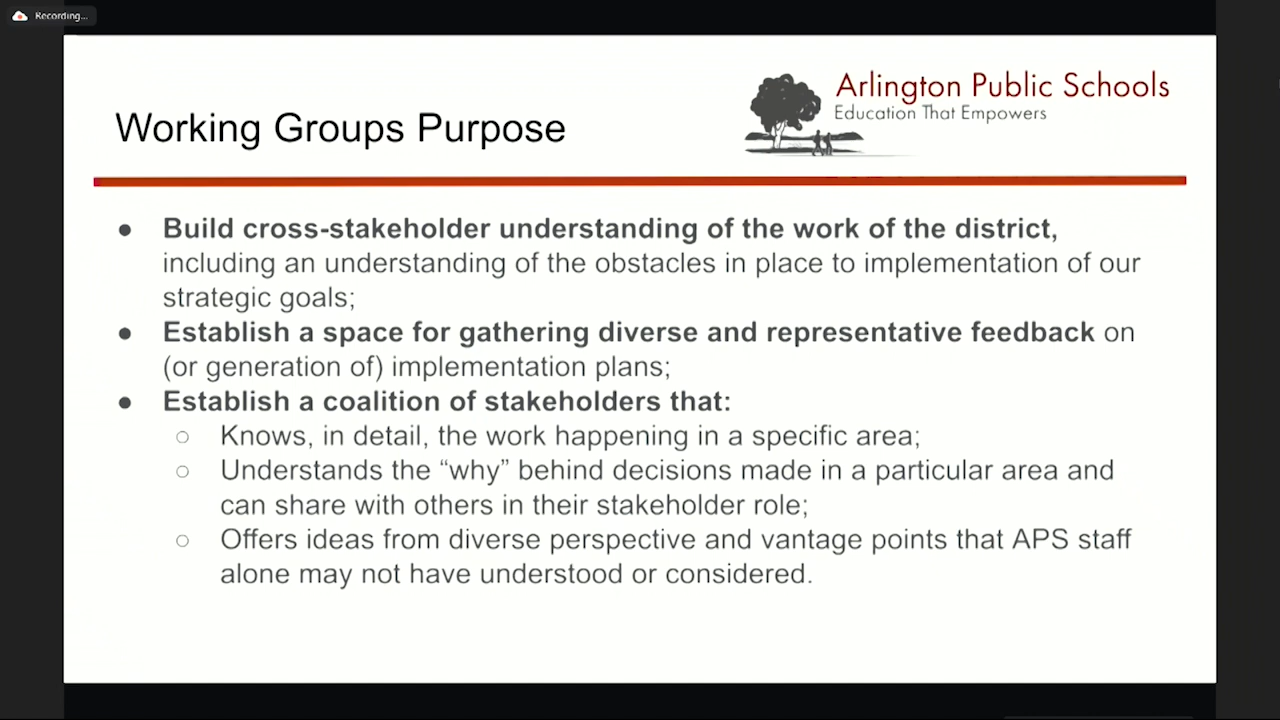 Recording...
Arlington Public Schools
Education That Empowers
Working Groups Purpose
● Build cross-stakeholder understanding of the work of the district,
including an understanding of the obstacles in place to implementation of our
strategic goals;
● Establish a space for gathering diverse and representative feedback on
(or generation of) implementation plans;
● Establish a coalition of stakeholders that:
○ Knows, in detail, the work happening in a specific area;
○ Understands the “why” behind decisions made in a particular area and
can share with others in their stakeholder role;
○ Offers ideas from diverse perspective and vantage points that APS staff
alone may not have understood or considered.